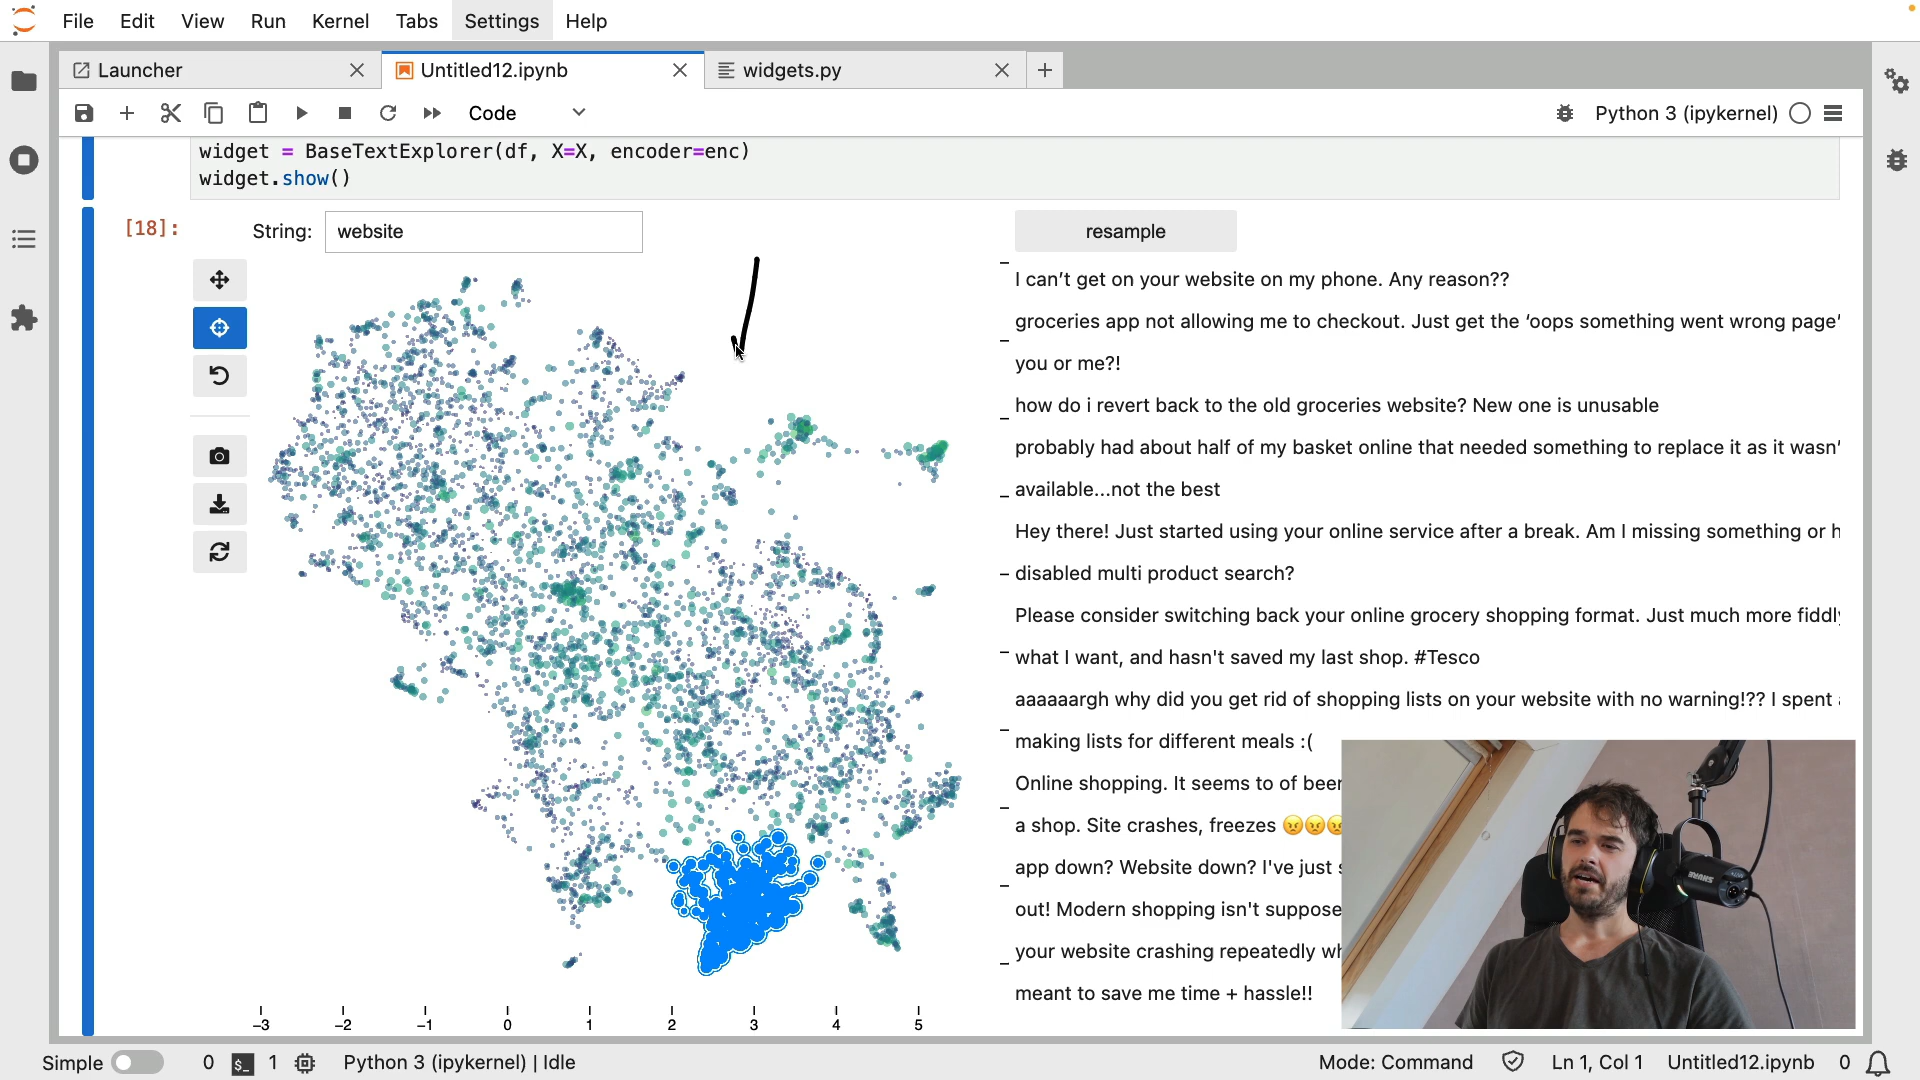 File Edit View Run Kernel Tabs Settings Help
Launcher Untitled12.ipynb widgets.py
Code Python 3 (ipykernel)
widget = BaseTextExplorer(df, X=X, encoder=enc)
widget.show()
[18]: String: website resample
I can’t get on your website on my phone. Any reason??
groceries app not allowing me to checkout. Just get the ‘oops something went wrong page’
you or me?!
how do i revert back to the old groceries website? New one is unusable
probably had about half of my basket online that needed something to replace it as it wasn’
available...not the best
Hey there! Just started using your online service after a break. Am I missing something or h
disabled multi product search?
Please consider switching back your online grocery shopping format. Just much more fiddly
what I want, and hasn't saved my last shop. #Tesco
aaaaaargh why did you get rid of shopping lists on your website with no warning!?? I spent
making lists for different meals :(
Online shopping. It seems to of been
a shop. Site crashes, freezes 😡😡😡
app down? Website down? I've just
out! Modern shopping isn't suppose
your website crashing repeatedly wh
meant to save me time + hassle!!
-3 -2 -1 0 1 2 3 4 5
Simple 0 $_ 1 Python 3 (ipykernel) | Idle Mode: Command Ln 1, Col 1 Untitled12.ipynb 0